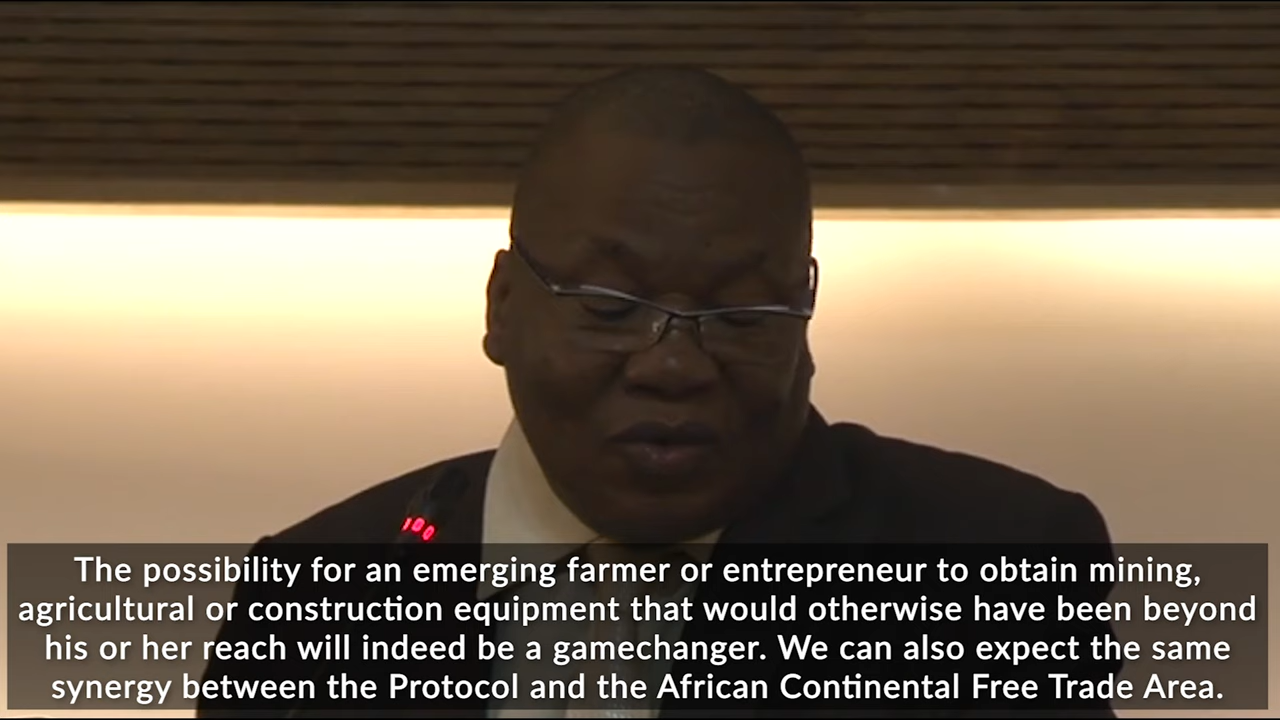 100
The possibility for an emerging farmer or entrepreneur to obtain mining,
agricultural or construction equipment that would otherwise have been beyond
his or her reach will indeed be a gamechanger. We can also expect the same
synergy between the Protocol and the African Continental Free Trade Area.